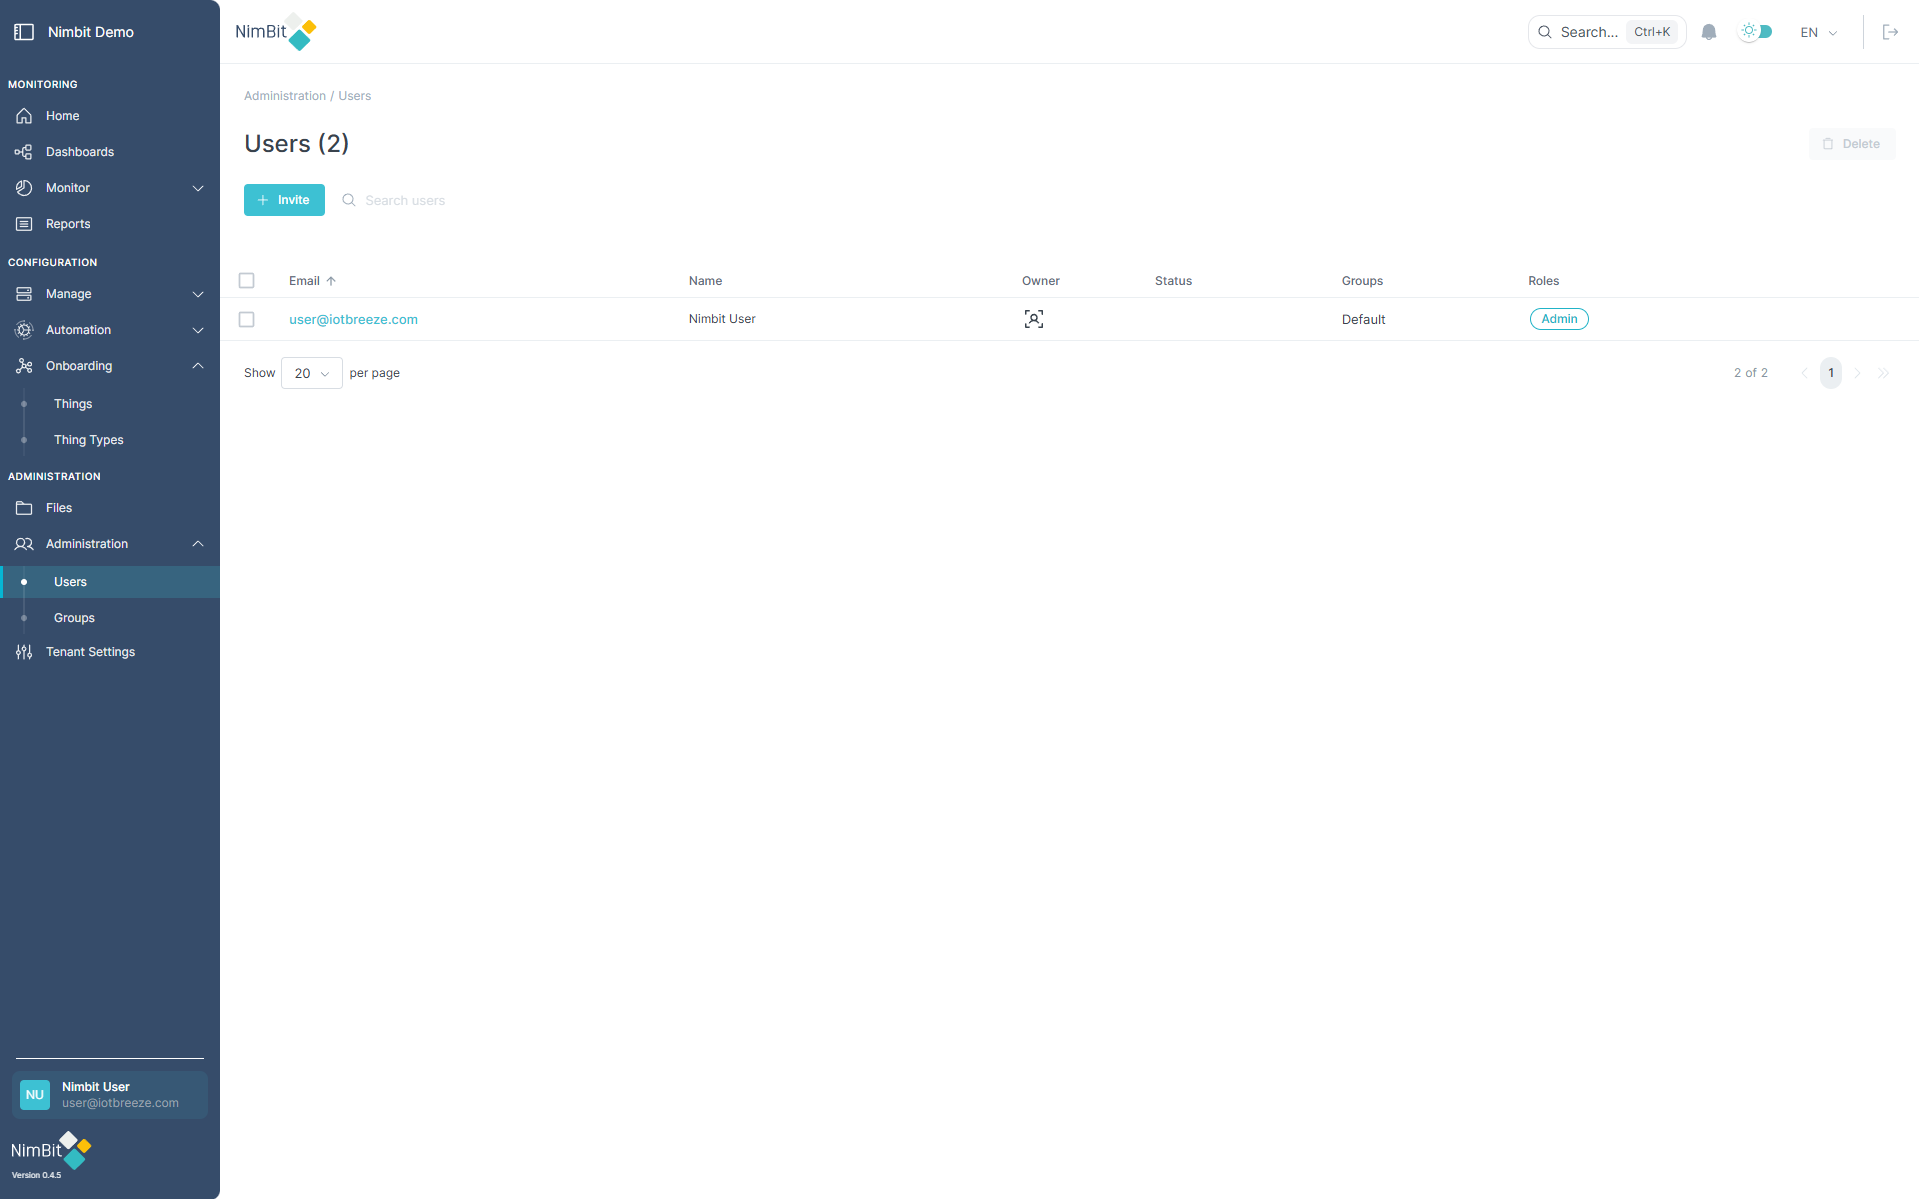 Nimbit Demo
MONITORING
Home
Dashboards
Monitor
Reports
CONFIGURATION
Manage
Automation
Onboarding
Things
Thing Types
ADMINISTRATION
Files
Administration
Users
Groups
Tenant Settings
NU
Nimbit User
user@iotbreeze.com
NimBit
Version 0.4.5
NimBit
Search... Ctrl+K
EN
Administration / Users
Users (2)
Delete
Invite
Search users
Email Name Owner Status Groups Roles
user@iotbreeze.com Nimbit User Default Admin
Show 20 per page
2 of 2 1